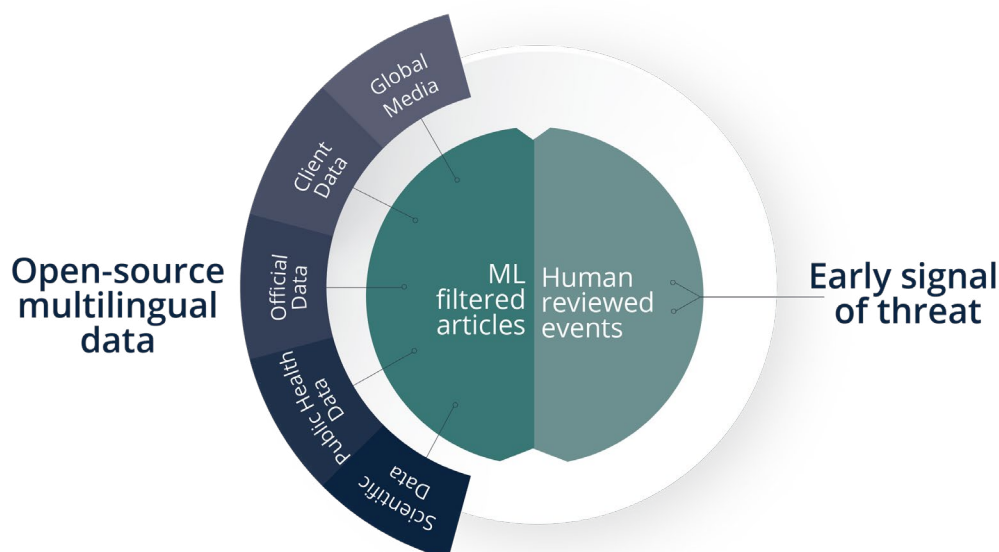 Open-source
multilingual
data
Global
Media
Client
Data
Official
Data
Public Health
Data
Scientific
Data
ML
filtered
articles
Human
reviewed
events
Early signal
of threat